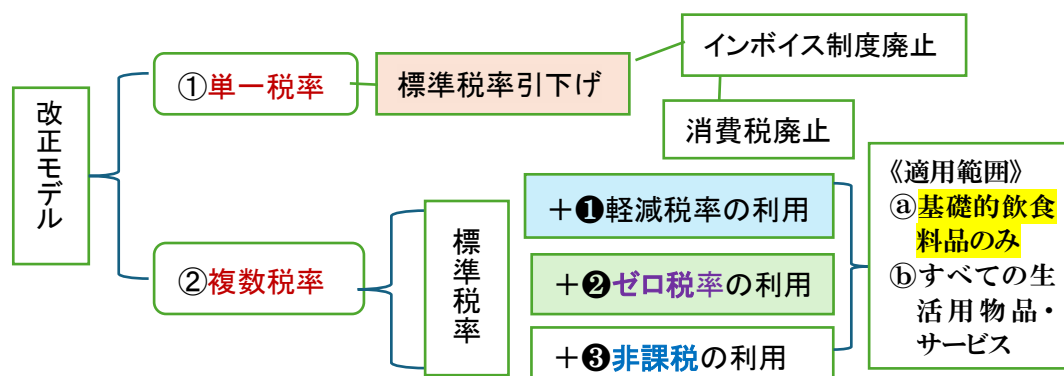 改正モデル
①単一税率
標準税率引下げ
インボイス制度廃止
消費税廃止
②複数税率
標準税率
＋❶軽減税率の利用
＋❷ゼロ税率の利用
＋❸非課税の利用
《適用範囲》
ⓐ基礎的飲食
料品のみ
ⓑすべての生
活用物品・
サービス